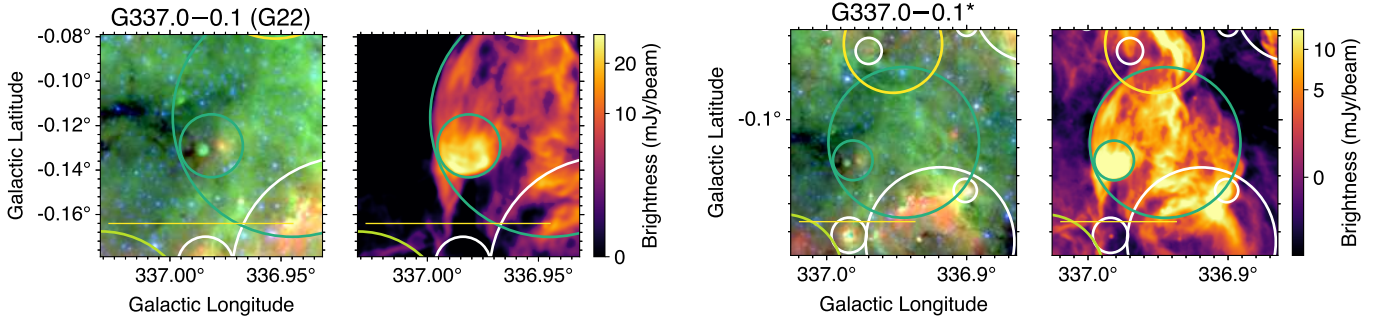 G337.0−0.1 (G22)
-0.08°
-0.10°
-0.12°
-0.14°
-0.16°
Galactic Latitude
337.00°
336.95°
Galactic Longitude
337.00°
336.95°
20
10
0
Brightness (mJy/beam)
G337.0−0.1*
-0.1°
Galactic Latitude
337.0°
336.9°
Galactic Longitude
337.0°
336.9°
10
5
0
Brightness (mJy/beam)